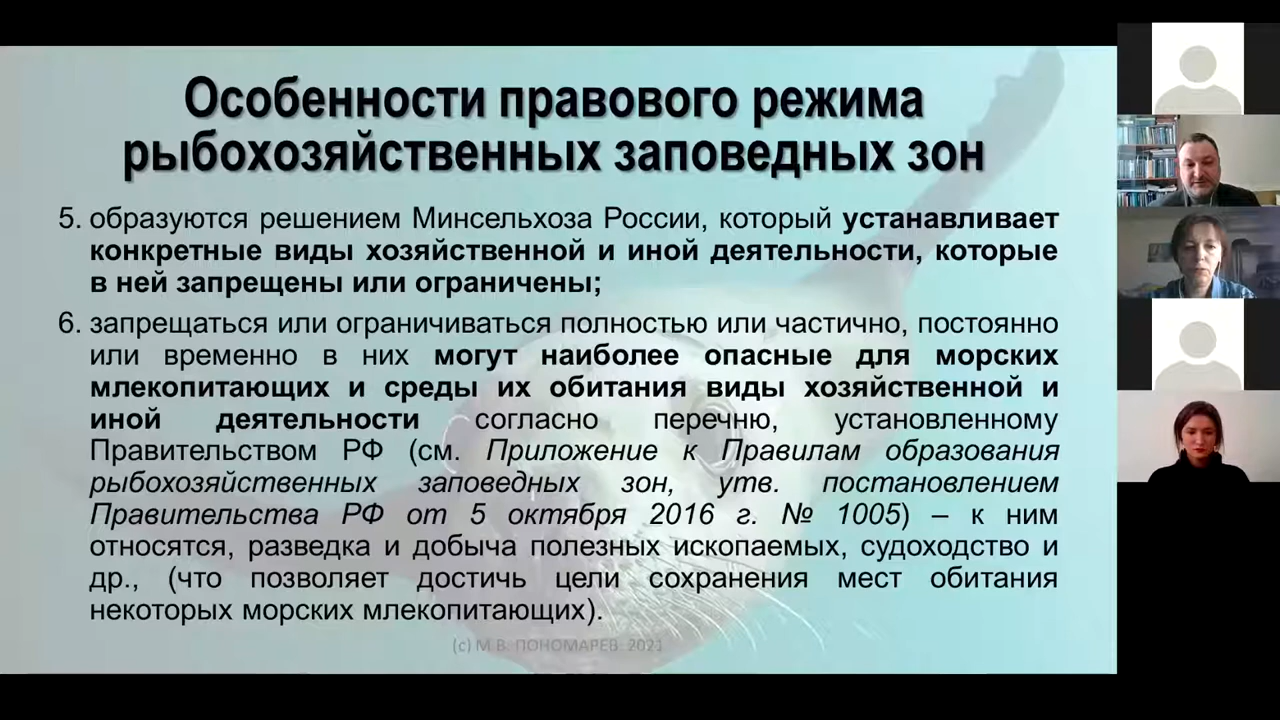 Особенности правового режима
рыбохозяйственных заповедных зон
5. образуются решением Минсельхоза России, который устанавливает
конкретные виды хозяйственной и иной деятельности, которые
в ней запрещены или ограничены;
6. запрещаться или ограничиваться полностью или частично, постоянно
или временно в них могут наиболее опасные для морских
млекопитающих и среды их обитания виды хозяйственной и
иной деятельности согласно перечню, установленному
Правительством РФ (см. Приложение к Правилам образования
рыбохозяйственных заповедных зон, утв. постановлением
Правительства РФ от 5 октября 2016 г. № 1005) – к ним
относятся, разведка и добыча полезных ископаемых, судоходство и
др., (что позволяет достичь цели сохранения мест обитания
некоторых морских млекопитающих).
(с) М.В. ПОНОМАРЕВ. 2021